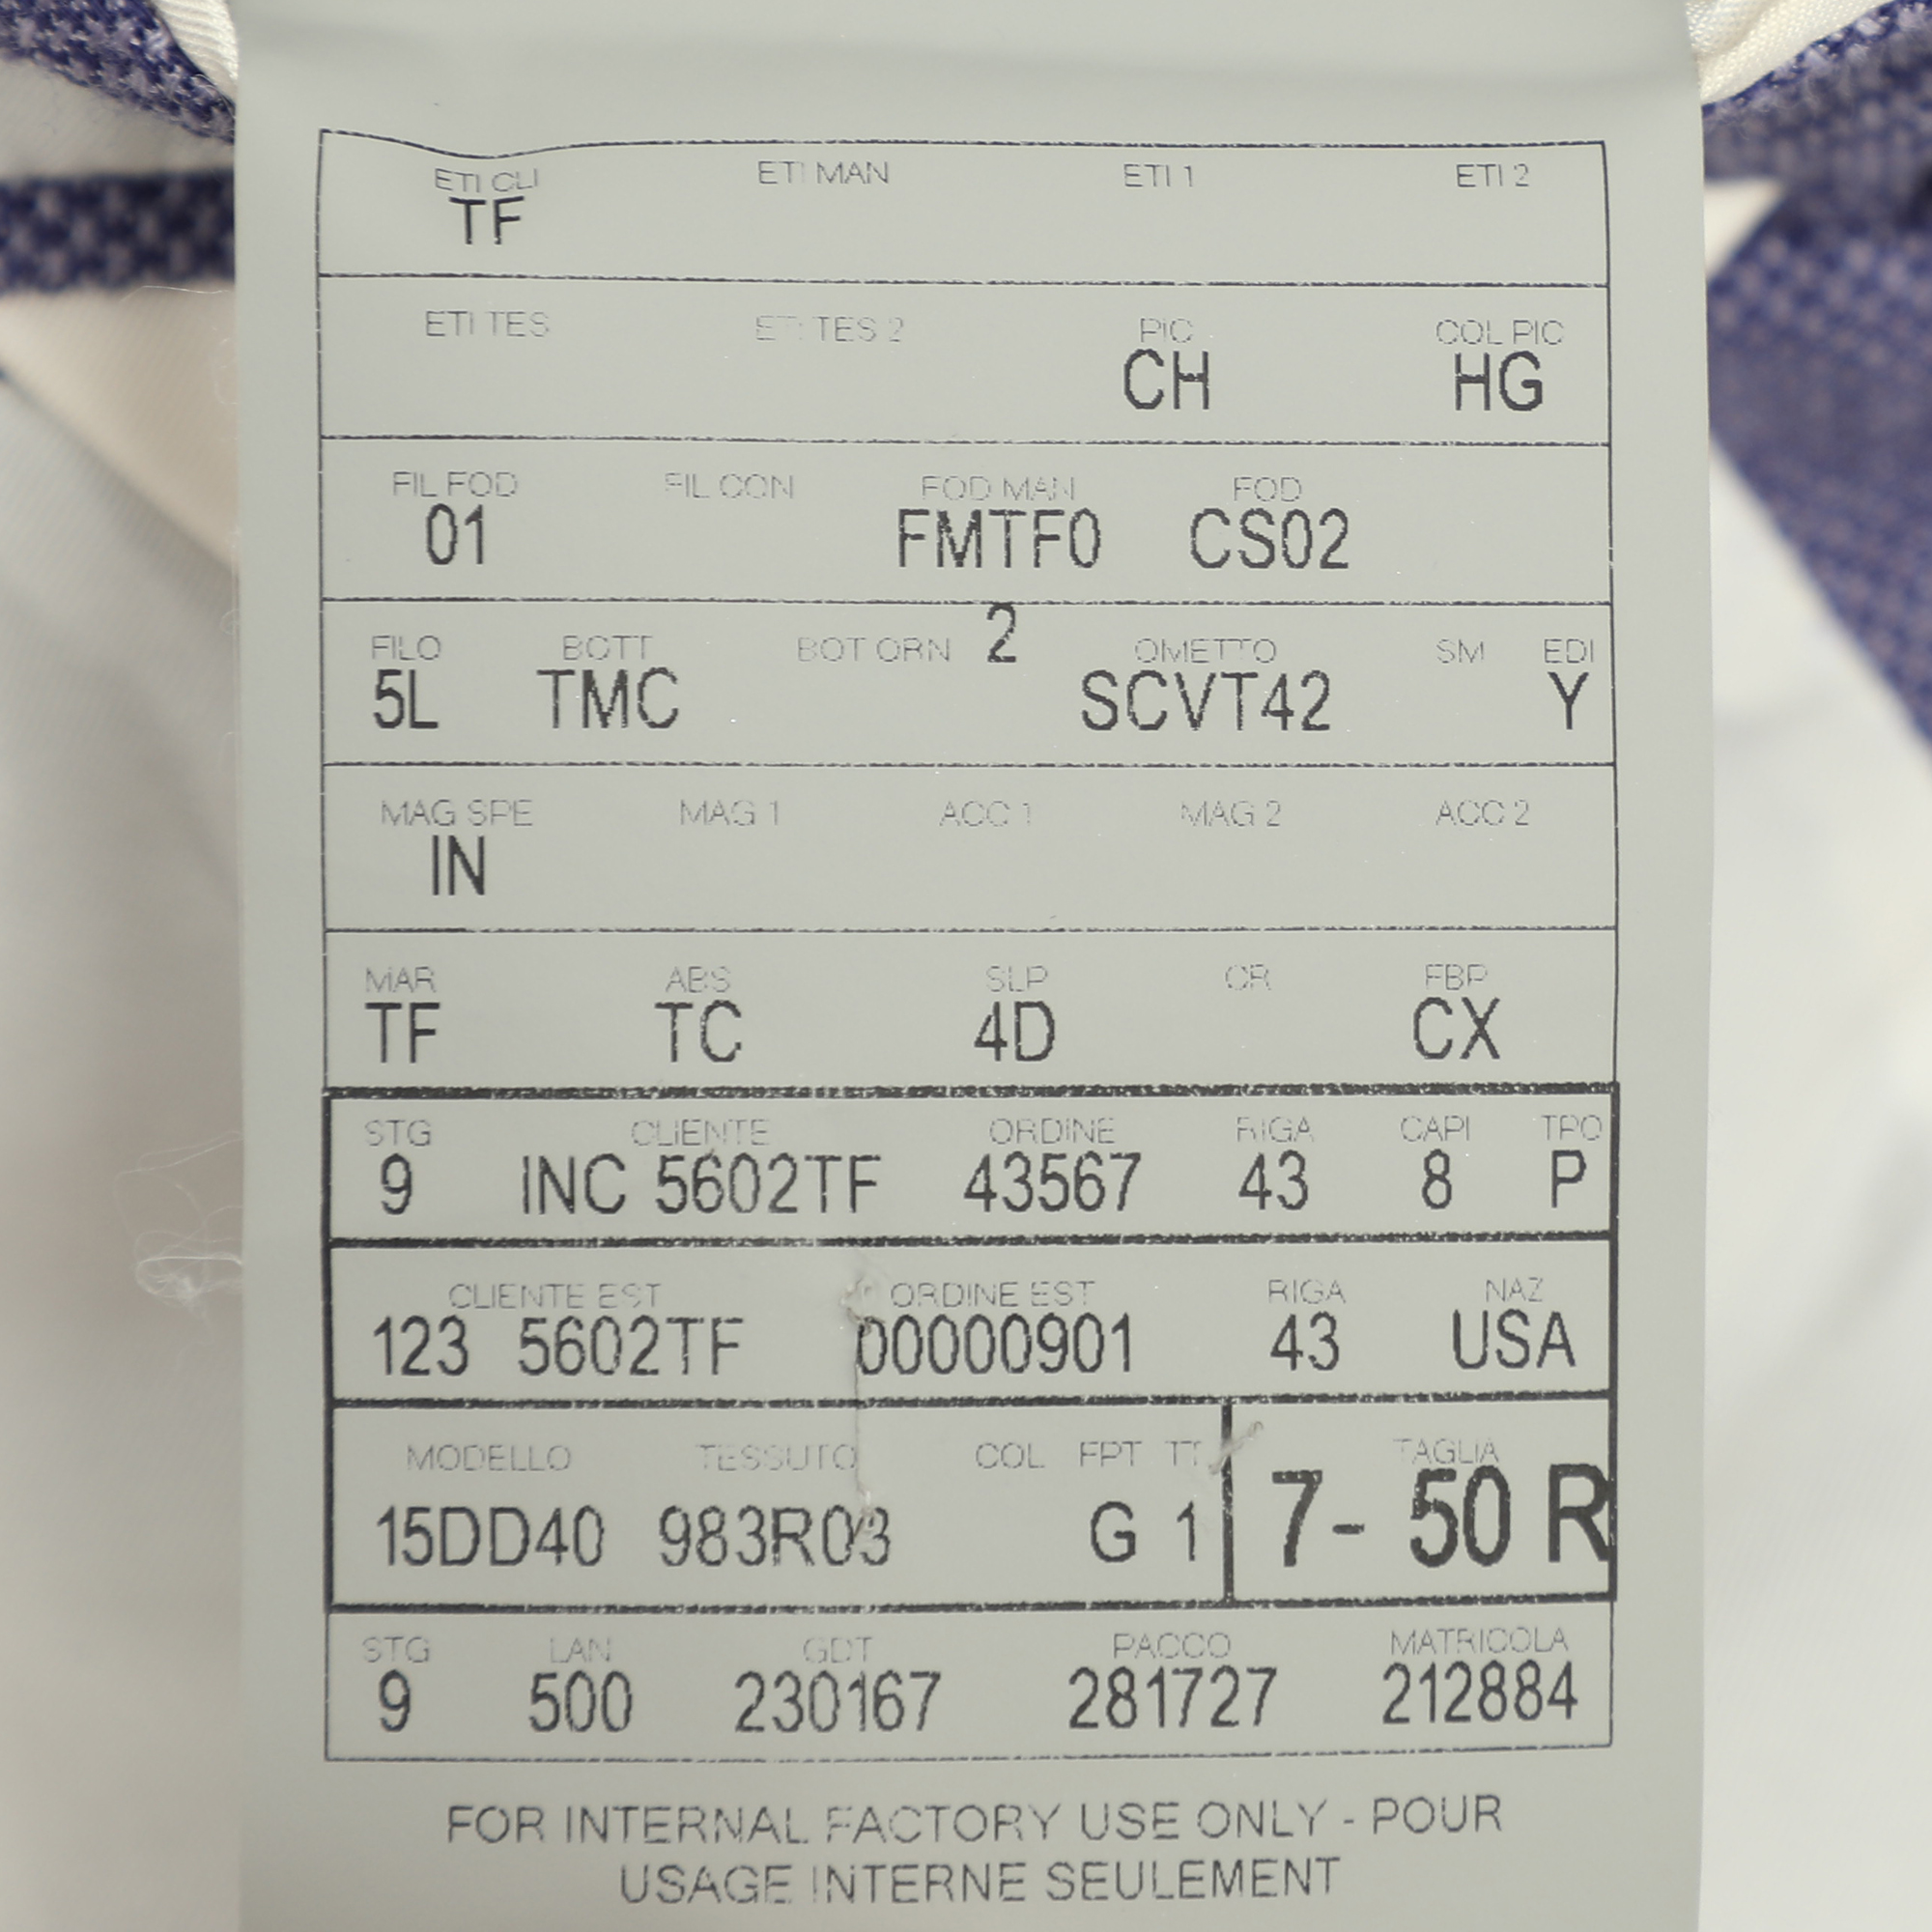 ETI CLI ETI MAN ETI 1 ETI 2
TF
ETI TES ETI TES 2 PIC COL PIC
CH HG
FIL FOD FIL CON FOD MAN FOD
01 FMTF0 CS02
2
FILO BOTT BOT ORN OMETTO SM EDI
5L TMC SCVT42 Y
MAG SPE MAG 1 ACC 1 MAG 2 ACC 2
IN
MAR ABS SLP CR FBP
TF TC 4D CX
STG CLIENTE ORDINE RIGA CAPI TPO
9 INC 5602TF 43567 43 8 P
CLIENTE EST ORDINE EST RIGA NAZ
123 5602TF 00000901 43 USA
MODELLO TESSUTO COL FPT TT TAGLIA
15DD40 983R03 G 1 7- 50 R
STG LAN GDT PACCO MATRICOLA
9 500 230167 281727 212884
FOR INTERNAL FACTORY USE ONLY - POUR
USAGE INTERNE SEULEMENT